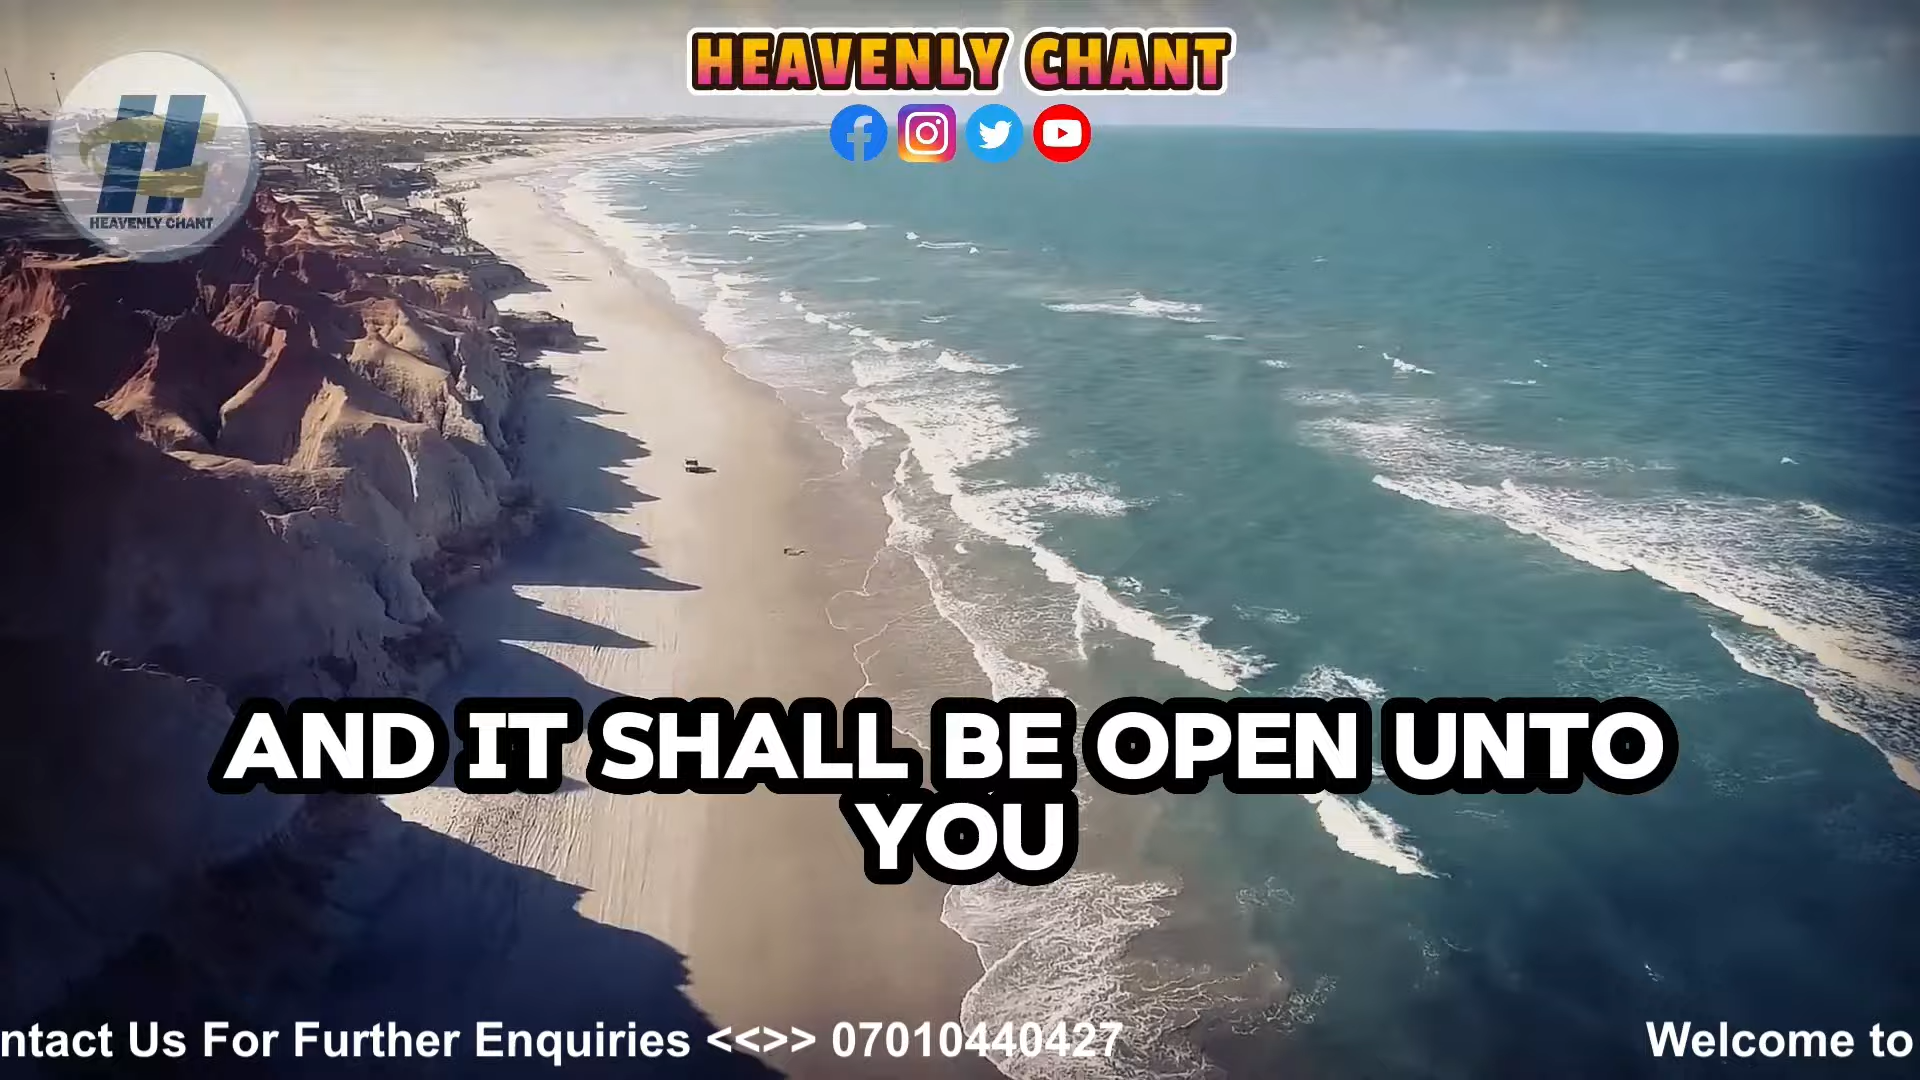 HEAVENLY CHANT
HEAVENLY CHANT
AND IT SHALL BE OPEN UNTO
YOU
ntact Us For Further Enquiries <<>> 07010440427
Welcome to